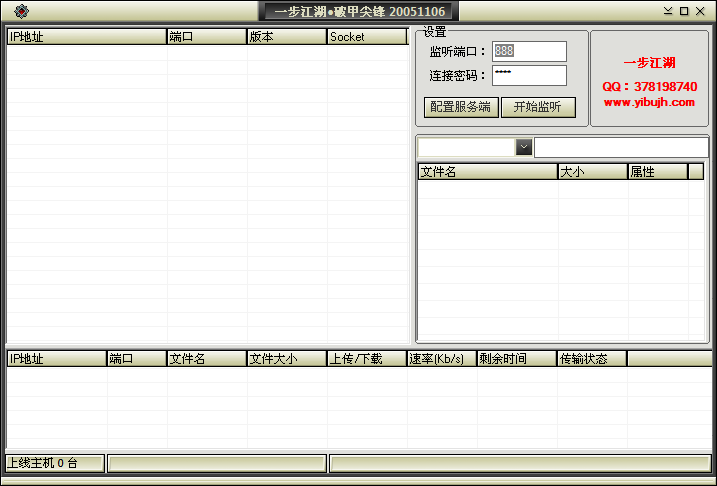 一步江湖●破甲尖锋 20051106
IP地址 端口 版本 Socket
设置
监听端口： 888
连接密码： ****
配置服务端 开始监听
一步江湖
QQ：378198740
www.yibujh.com
文件名 大小 属性
IP地址 端口 文件名 文件大小 上传/下载 速率(Kb/s) 剩余时间 传输状态
上线主机 0 台